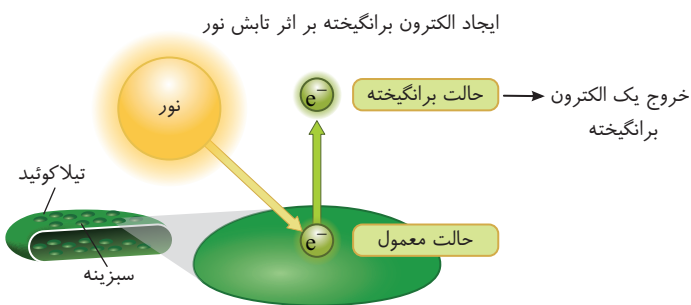 ایجاد الکترون برانگیخته بر اثر تابش نور
نور
e–
حالت برانگیخته
خروج یک الکترون
برانگیخته
تیلاکوئید
سبزینه
e–
حالت معمول